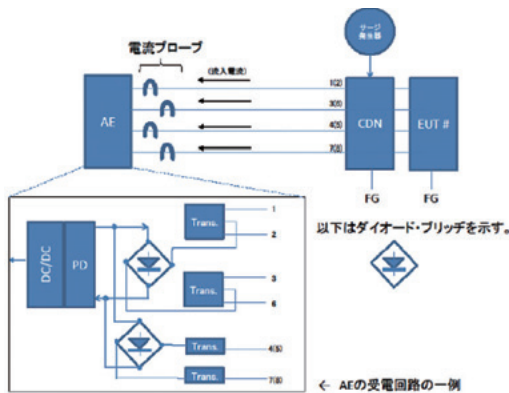 サージ
発生器
電流プローブ
(流入電流)
AE
1(2)
3(6)
4(5)
7(8)
CDN
EUT #
FG
FG
以下はダイオード・ブリッヂを示す。
DC/DC
PD
Trans.
1
2
Trans.
3
6
Trans.
4(5)
Trans.
7(8)
← AEの受電回路の一例